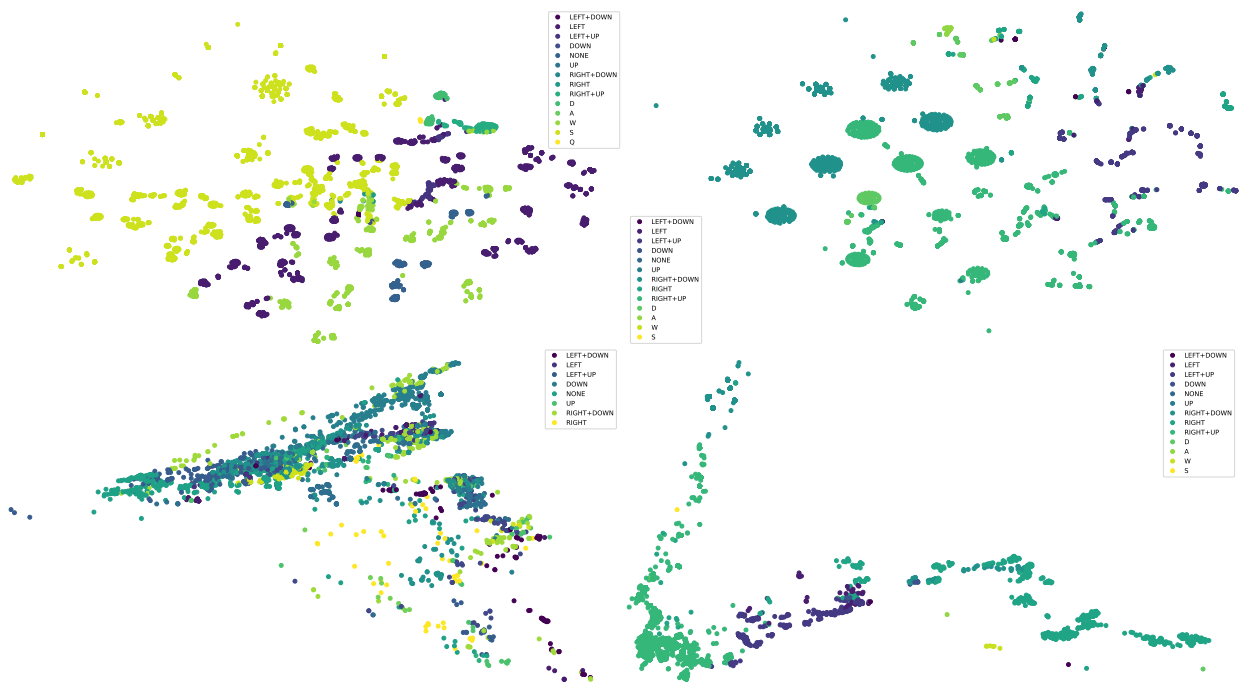 LEFT+DOWN
LEFT
LEFT+UP
DOWN
NONE
UP
RIGHT+DOWN
RIGHT
RIGHT+UP
D
A
W
S
Q
LEFT+DOWN
LEFT
LEFT+UP
DOWN
NONE
UP
RIGHT+DOWN
RIGHT
RIGHT+UP
D
A
W
S
LEFT+DOWN
LEFT
LEFT+UP
DOWN
NONE
UP
RIGHT+DOWN
RIGHT
LEFT+DOWN
LEFT
LEFT+UP
DOWN
NONE
UP
RIGHT+DOWN
RIGHT
RIGHT+UP
D
A
W
S